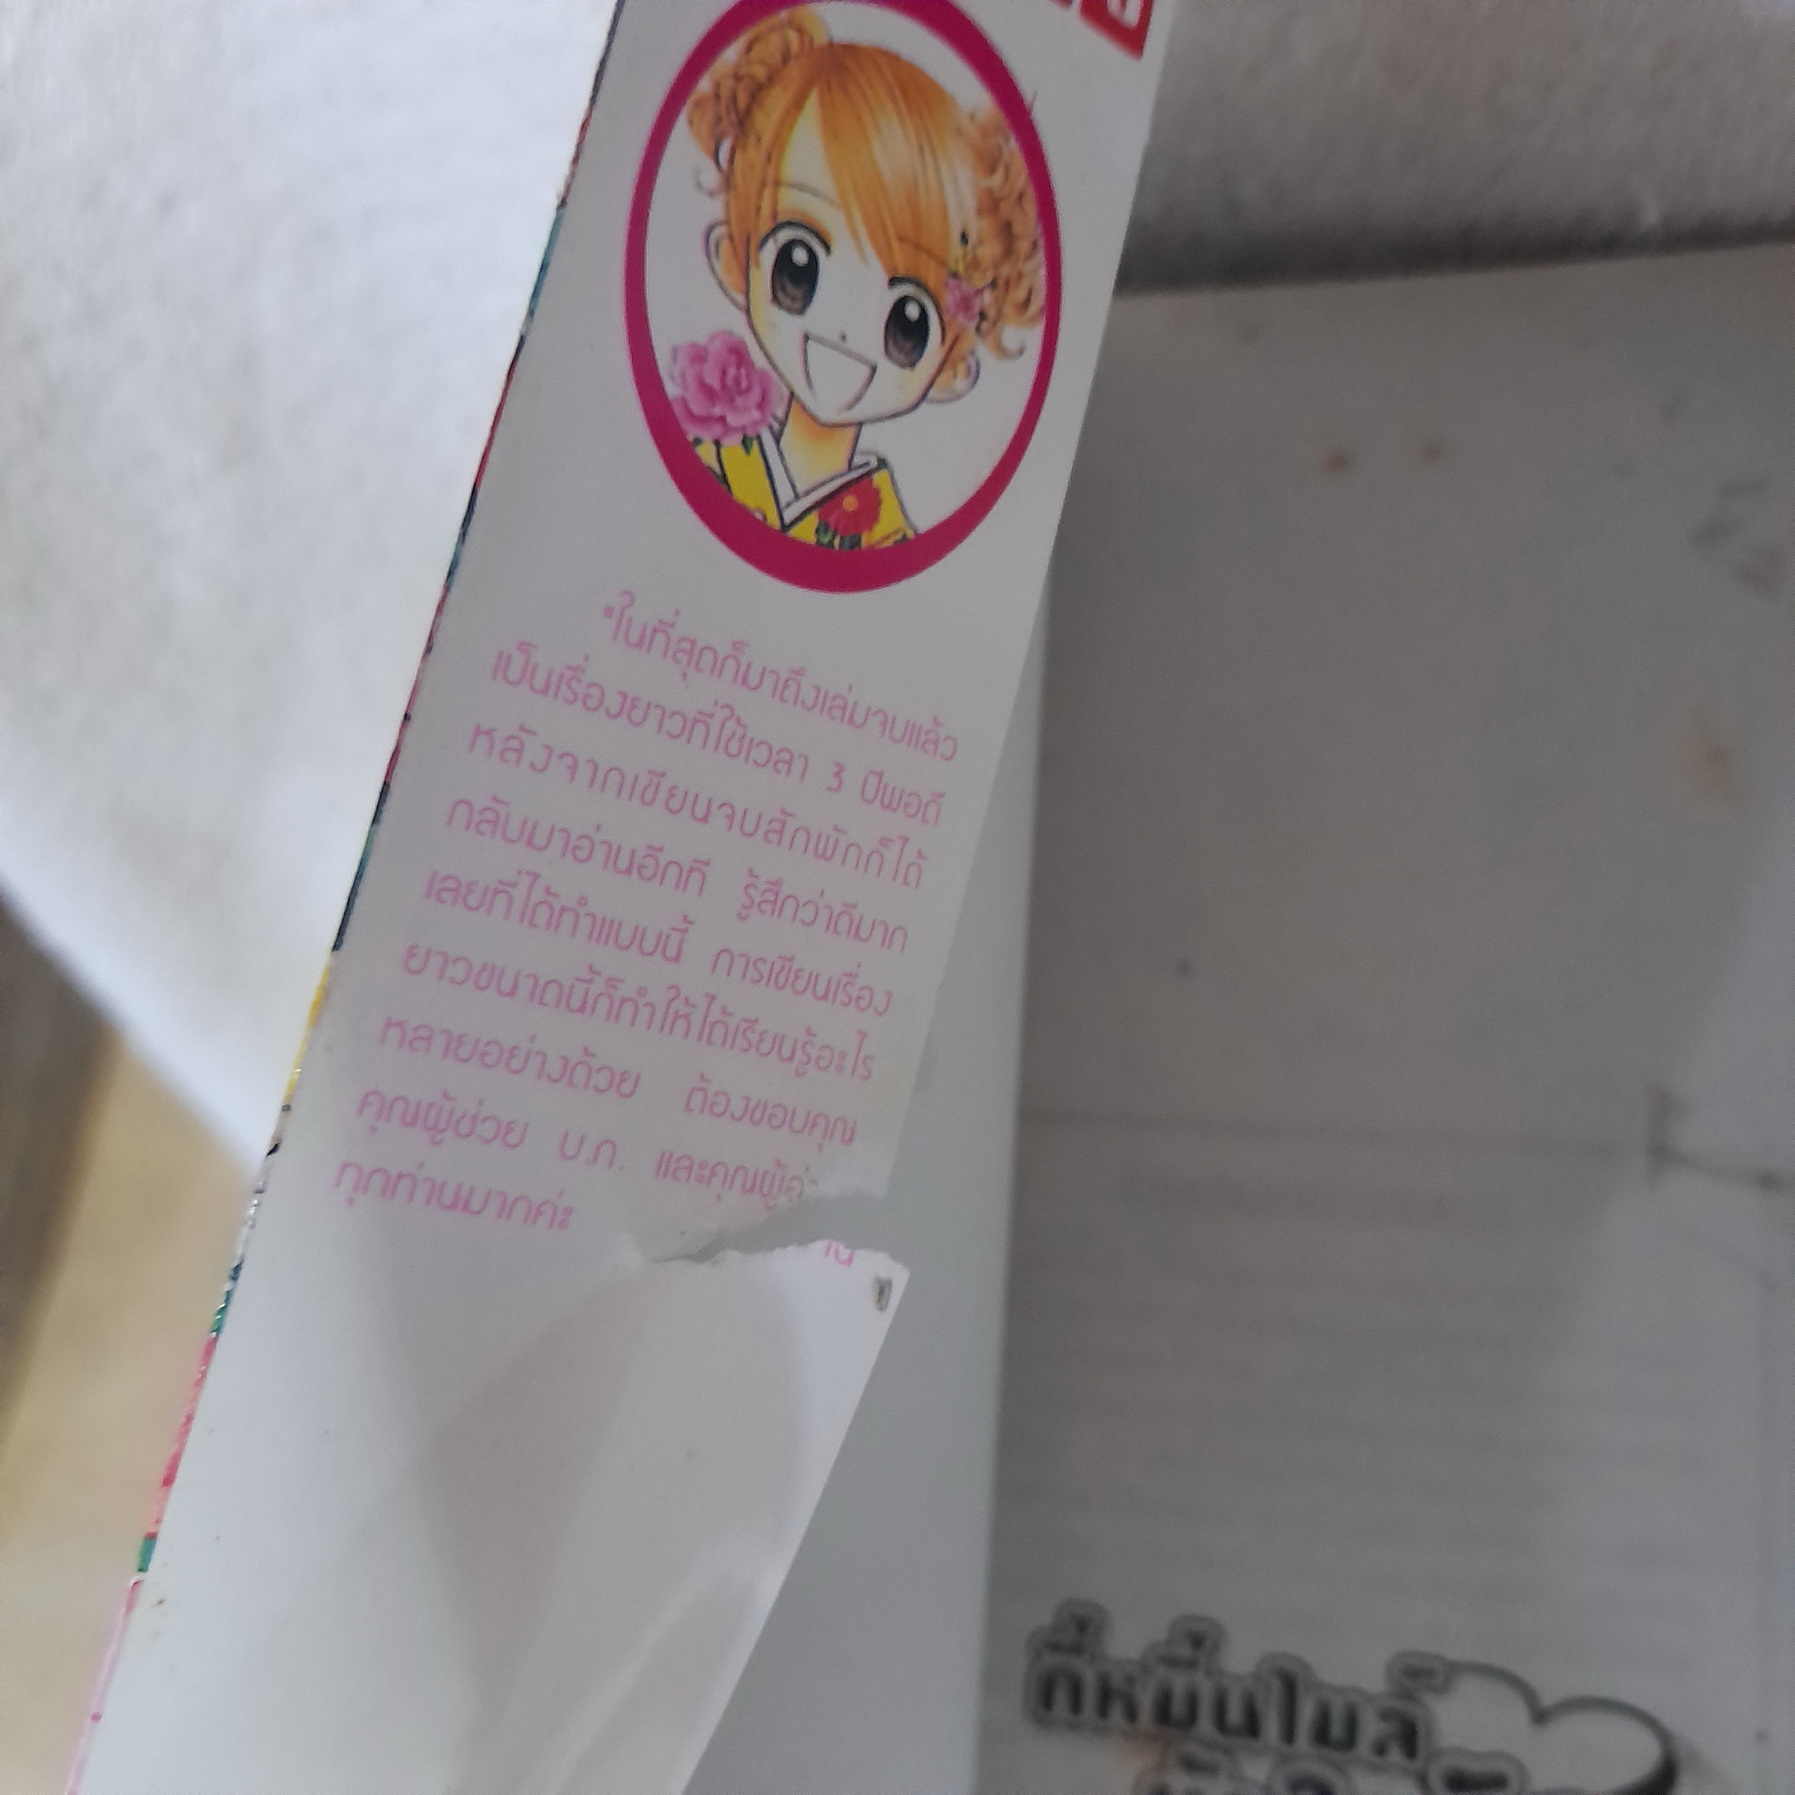 "ในที่สุดก็มาถึงเล่มจบแล้ว
เป็นเรื่องยาวที่ใช้เวลา 3 ปีพอดี
หลังจากเขียนจบสักพักก็ได้
กลับมาอ่านอีกที รู้สึกว่าดีมาก
เลยที่ได้ทำแบบนี้ การเขียนเรื่อง
ยาวขนาดนี้ก็ทำให้ได้เรียนรู้อะไร
หลายอย่างด้วย ต้องขอบคุณ
คุณผู้ช่วย บ.ก. และคุณผู้อ่าน
ทุกท่านมากค่ะ
กี่หมื่นไมล์